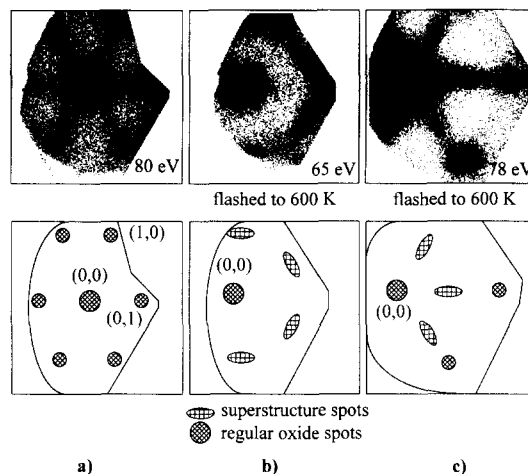 80 eV
65 eV
78 eV
flashed to 600 K
flashed to 600 K
(1,0)
(0,0)
(0,1)
(0,0)
(0,0)
superstructure spots
regular oxide spots
a)
b)
c)